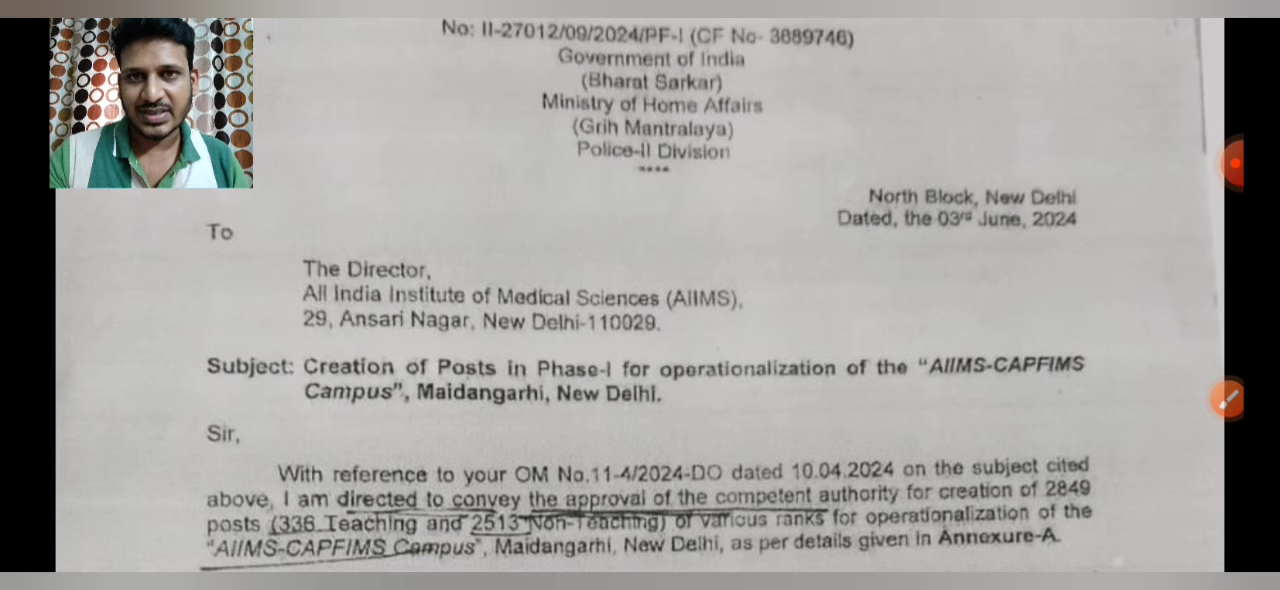 No: II-27012/09/2024/PF-I (CF No- 3689746)
Government of India
(Bharat Sarkar)
Ministry of Home Affairs
(Grih Mantralaya)
Police-II Division
****
North Block, New Delhi
Dated, the 03rd June, 2024
To
The Director,
All India Institute of Medical Sciences (AIIMS),
29, Ansari Nagar, New Delhi-110029.
Subject: Creation of Posts in Phase-I for operationalization of the "AIIMS-CAPFIMS
Campus", Maidangarhi, New Delhi.
Sir,
With reference to your OM No.11-4/2024-DO dated 10.04.2024 on the subject cited
above, I am directed to convey the approval of the competent authority for creation of 2849
posts (336 Teaching and 2513 Non-Teaching) of various ranks for operationalization of the
"AIIMS-CAPFIMS Campus", Maidangarhi, New Delhi, as per details given in Annexure-A.